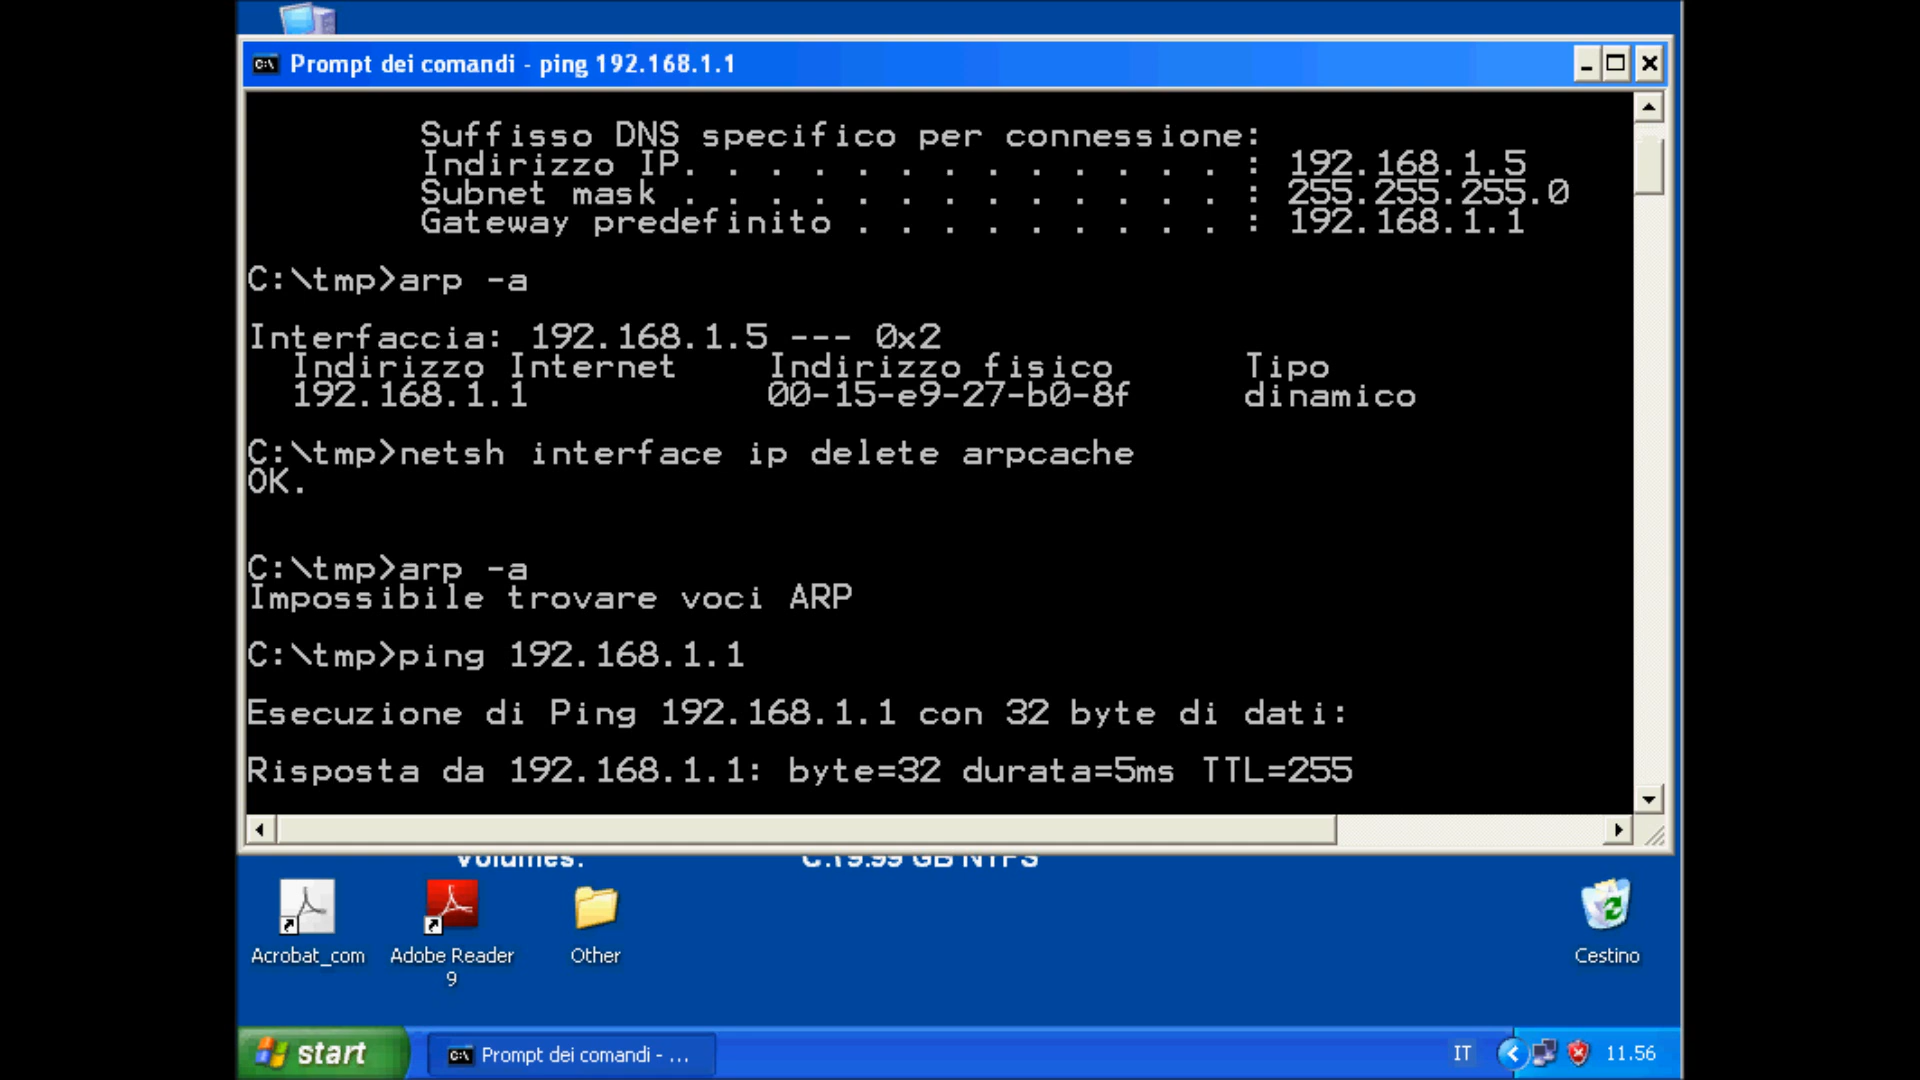 Prompt dei comandi - ping 192.168.1.1
Suffisso DNS specifico per connessione:
Indirizzo IP. . . . . . . . . . . . . : 192.168.1.5
Subnet mask . . . . . . . . . . . . . : 255.255.255.0
Gateway predefinito . . . . . . . . . : 192.168.1.1
C:\tmp>arp -a
Interfaccia: 192.168.1.5 --- 0x2
Indirizzo Internet Indirizzo fisico Tipo
192.168.1.1 00-15-e9-27-b0-8f dinamico
C:\tmp>netsh interface ip delete arpcache
OK.
C:\tmp>arp -a
Impossibile trovare voci ARP
C:\tmp>ping 192.168.1.1
Esecuzione di Ping 192.168.1.1 con 32 byte di dati:
Risposta da 192.168.1.1: byte=32 durata=5ms TTL=255
Volumes: C:\9.99 GB NTFS
Acrobat_com
Adobe Reader
9
Other
Cestino
start
Prompt dei comandi - ...
IT
11.56